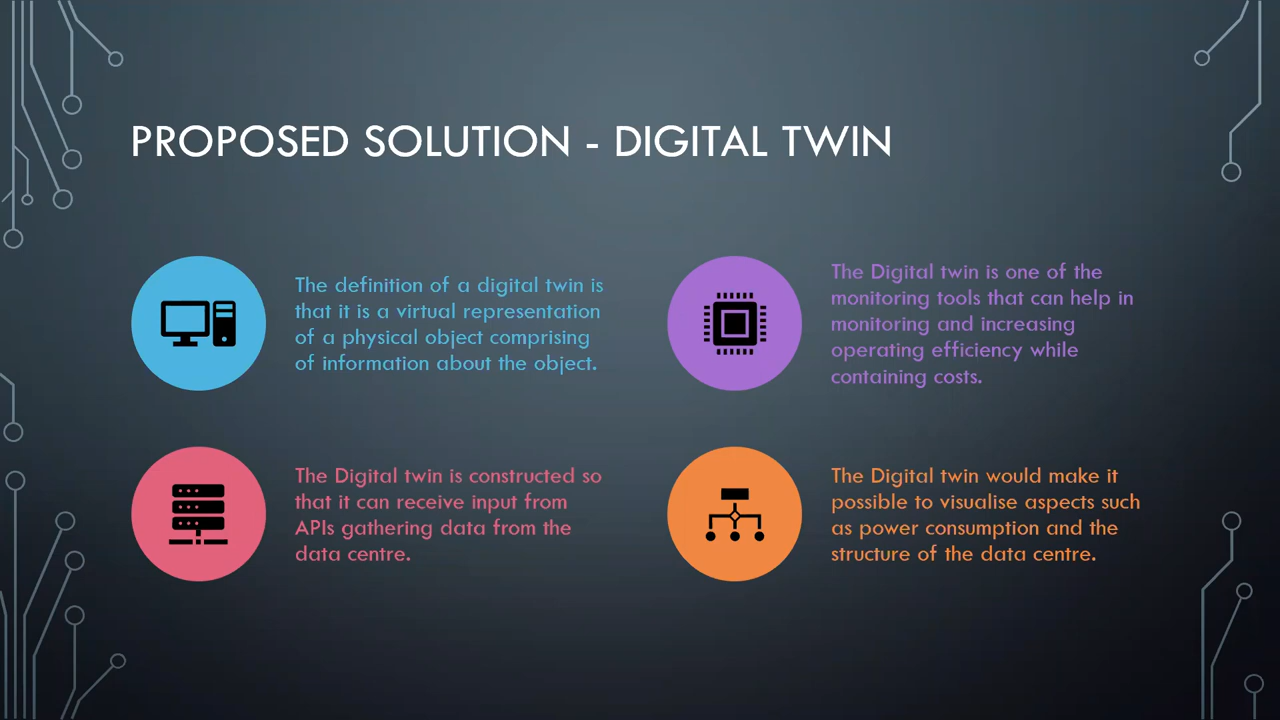 PROPOSED SOLUTION - DIGITAL TWIN
The definition of a digital twin is
that it is a virtual representation
of a physical object comprising
of information about the object.
The Digital twin is one of the
monitoring tools that can help in
monitoring and increasing
operating efficiency while
containing costs.
The Digital twin is constructed so
that it can receive input from
APIs gathering data from the
data centre.
The Digital twin would make it
possible to visualise aspects such
as power consumption and the
structure of the data centre.